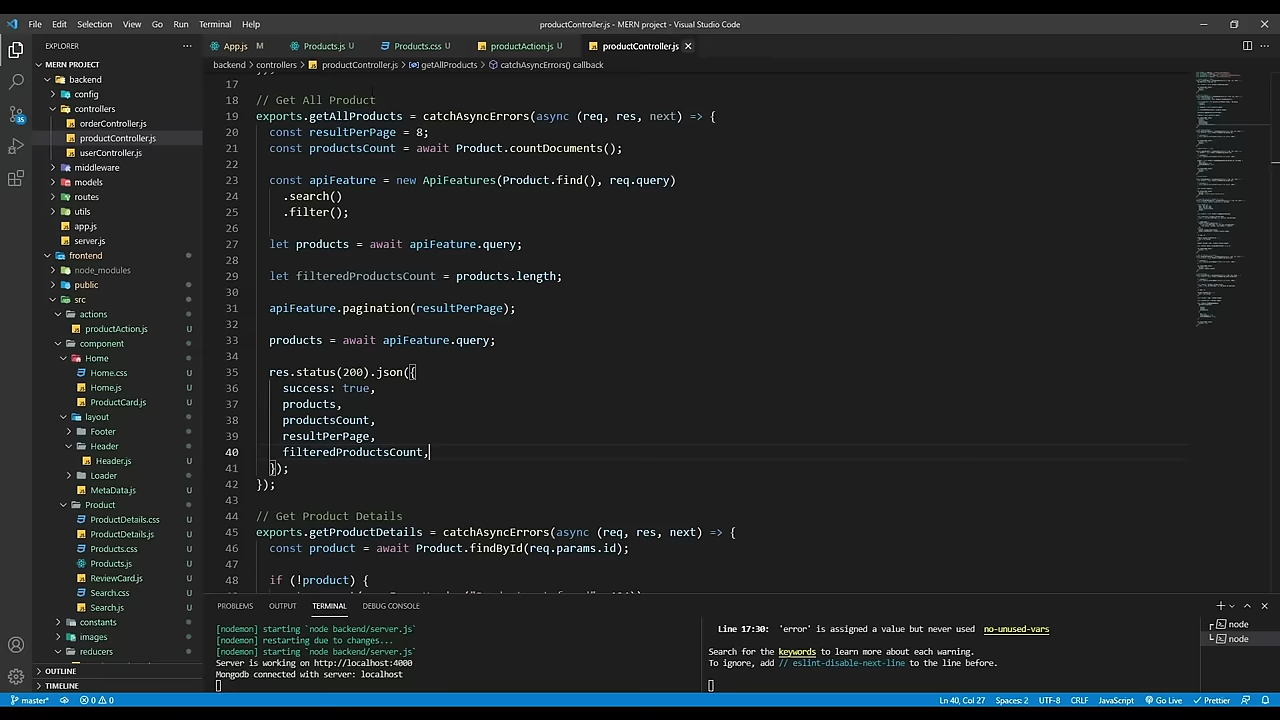 File Edit Selection View Go Run Terminal Help
productController.js - MERN project - Visual Studio Code
EXPLORER
MERN PROJECT
backend
config
controllers
orderController.js
productController.js
userController.js
middleware
models
routes
utils
app.js
server.js
frontend
node_modules
public
src
actions
productAction.js U
component
Home
Home.css U
Home.js U
ProductCard.js U
layout
Footer
Header
Header.js U
Loader
MetaData.js U
Product
ProductDetails.css U
ProductDetails.js U
Products.css U
Products.js U
ReviewCard.js U
Search.css U
Search.js U
constants
images
reducers
OUTLINE
TIMELINE
App.js M Products.js U Products.css U productAction.js U productController.js
backend > controllers > productController.js > getAllProducts > catchAsyncErrors() callback
17
18 // Get All Product
19 exports.getAllProducts = catchAsyncErrors(async (req, res, next) => {
20 const resultPerPage = 8;
21 const productsCount = await Product.countDocuments();
22
23 const apiFeature = new ApiFeatures(Product.find(), req.query)
24 .search()
25 .filter();
26
27 let products = await apiFeature.query;
28
29 let filteredProductsCount = products.length;
30
31 apiFeature.pagination(resultPerPage);
32
33 products = await apiFeature.query;
34
35 res.status(200).json({
36 success: true,
37 products,
38 productsCount,
39 resultPerPage,
40 filteredProductsCount,
41 });
42 });
43
44 // Get Product Details
45 exports.getProductDetails = catchAsyncErrors(async (req, res, next) => {
46 const product = await Product.findById(req.params.id);
47
48 if (!product) {
PROBLEMS OUTPUT TERMINAL DEBUG CONSOLE
[nodemon] starting `node backend/server.js`
[nodemon] restarting due to changes...
[nodemon] starting `node backend/server.js`
Server is working on http://localhost:4000
Mongodb connected with server: localhost
Line 17:30: 'error' is assigned a value but never used no-unused-vars
Search for the keywords to learn more about each warning.
To ignore, add // eslint-disable-next-line to the line before.
node
node
35
master* 0 0 Ln 40, Col 27 Spaces: 2 UTF-8 CRLF JavaScript Go Live Prettier